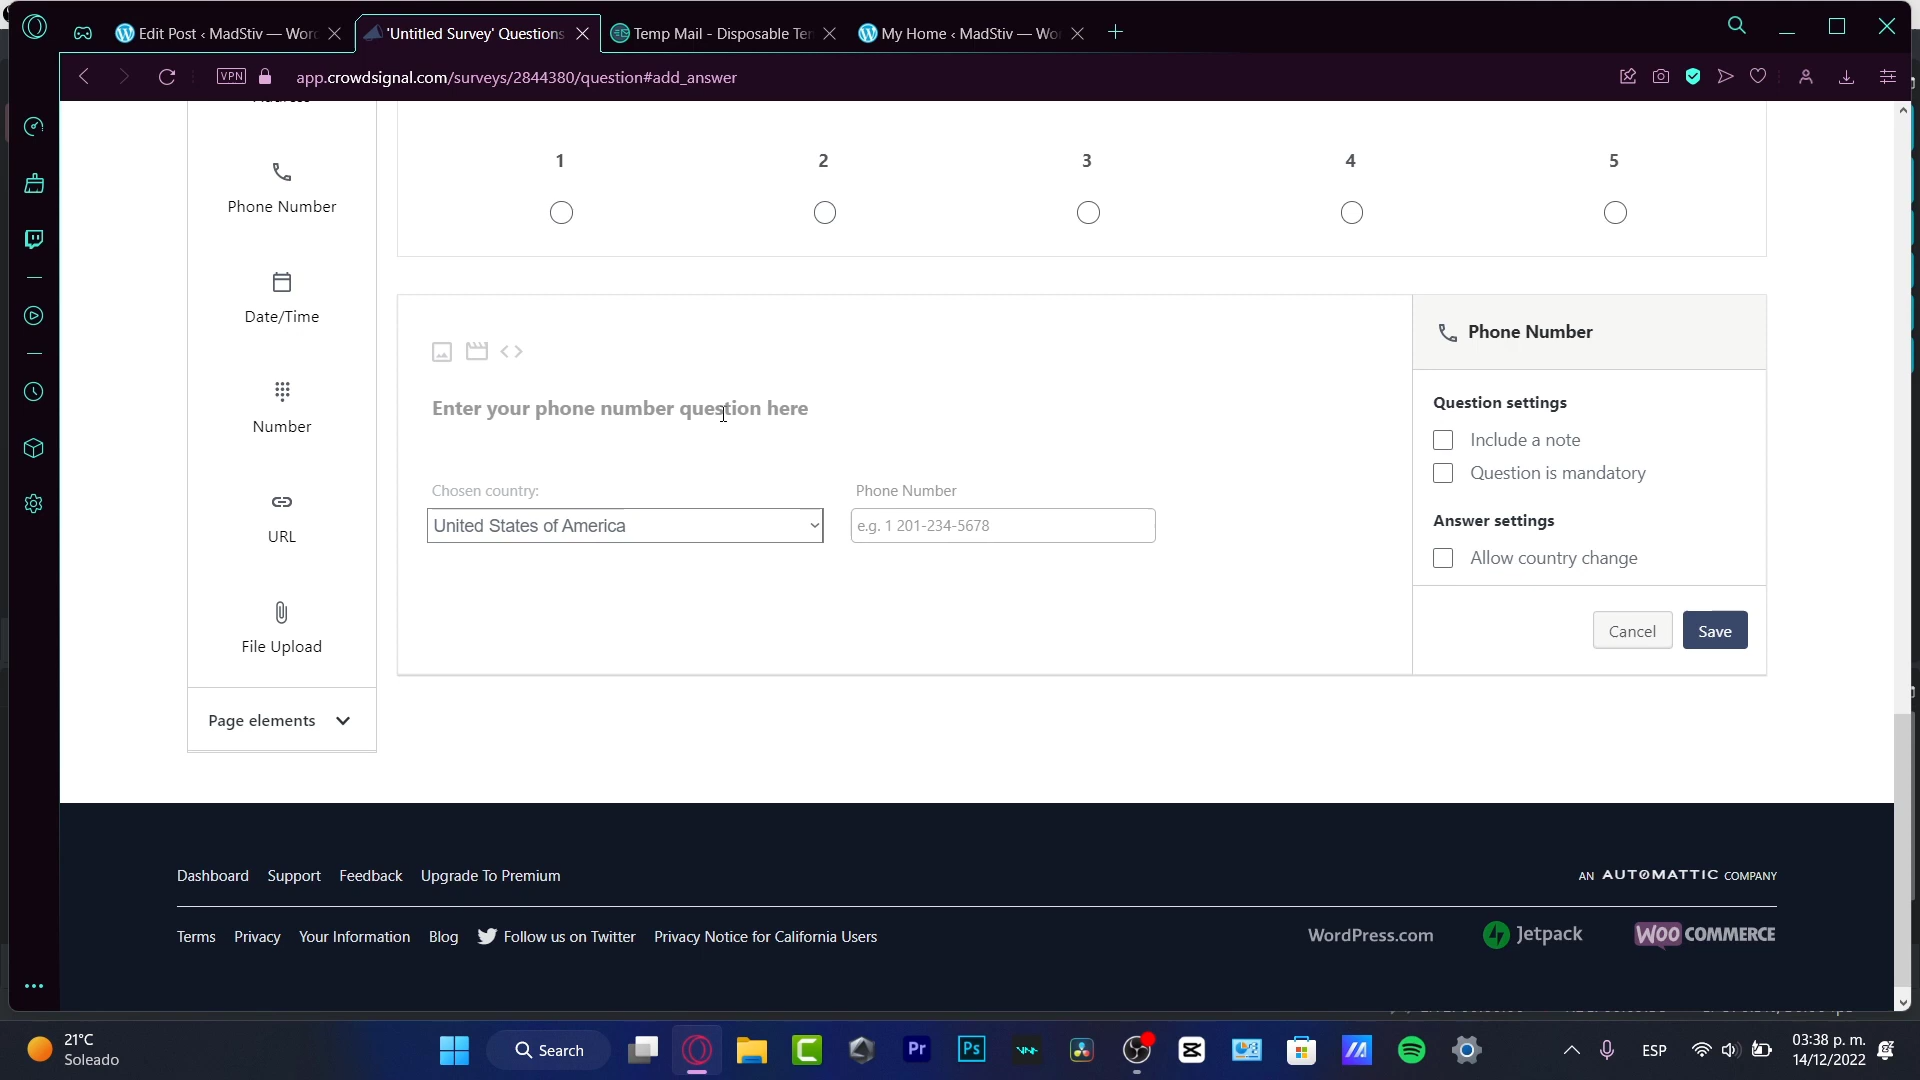 Edit Post ‹ MadStiv — Wor
'Untitled Survey' Questions
Temp Mail - Disposable Te
My Home ‹ MadStiv — Wo
VPN
app.crowdsignal.com/surveys/2844380/question#add_answer
1 2 3 4 5
Phone Number
Date/Time
Number
URL
File Upload
Page elements
Enter your phone number question here
Chosen country:
Phone Number
United States of America
e.g. 1 201-234-5678
Phone Number
Question settings
Include a note
Question is mandatory
Answer settings
Allow country change
Cancel
Save
Dashboard Support Feedback Upgrade To Premium
AN AUTOMATTIC COMPANY
Terms Privacy Your Information Blog Follow us on Twitter Privacy Notice for California Users
WordPress.com Jetpack WOO COMMERCE
21°C
Soleado
Search
Pr
Ps
ESP
03:38 p. m.
14/12/2022